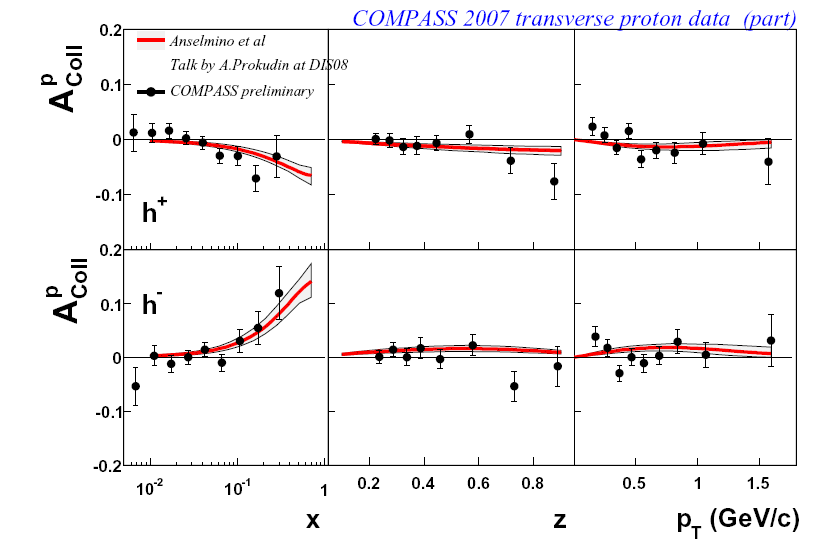 COMPASS 2007 transverse proton data (part)
Anselmino et al
Talk by A.Prokudin at DIS08
COMPASS preliminary
A^p_Coll
0.2
0.1
0
-0.1
h^+
A^p_Coll
0.2
0.1
0
-0.1
-0.2
h^-
10^-2 10^-1 1
0.2 0.4 0.6 0.8
0.5 1 1.5
x
z
p_T (GeV/c)